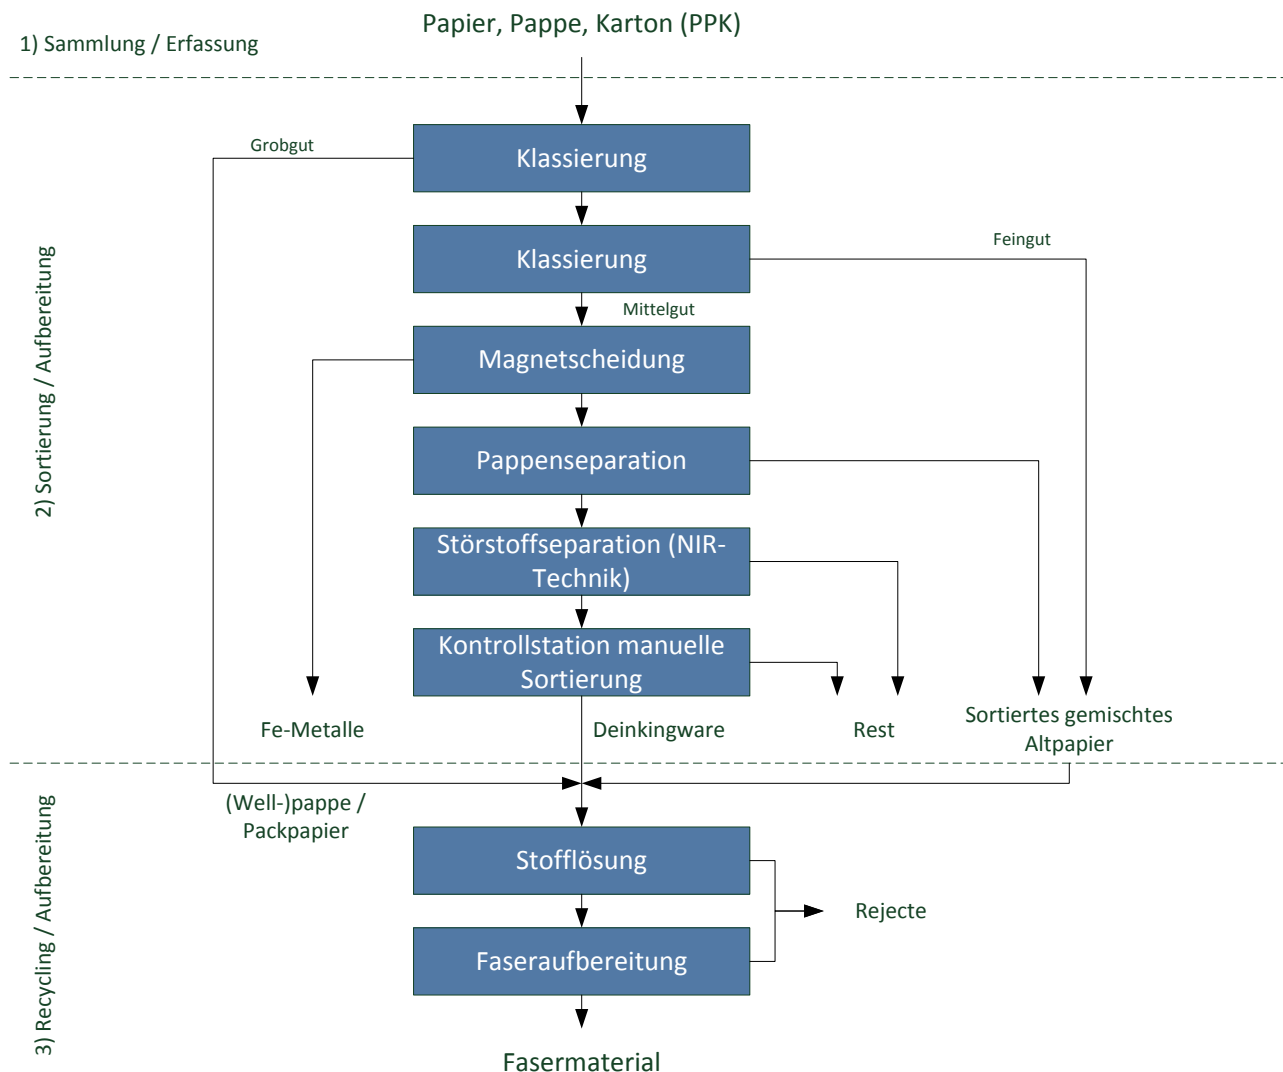 Papier, Pappe, Karton (PPK)
1) Sammlung / Erfassung
Grobgut
Klassierung
Feingut
Klassierung
Mittelgut
2) Sortierung / Aufbereitung
Magnetscheidung
Pappenseparation
Störstoffseparation (NIR-
Technik)
Kontrollstation manuelle
Sortierung
Fe-Metalle
Deinkingware
Rest
Sortiertes gemischtes
Altpapier
3) Recycling / Aufbereitung
(Well-)pappe /
Packpapier
Stofflösung
Rejecte
Faseraufbereitung
Fasermaterial